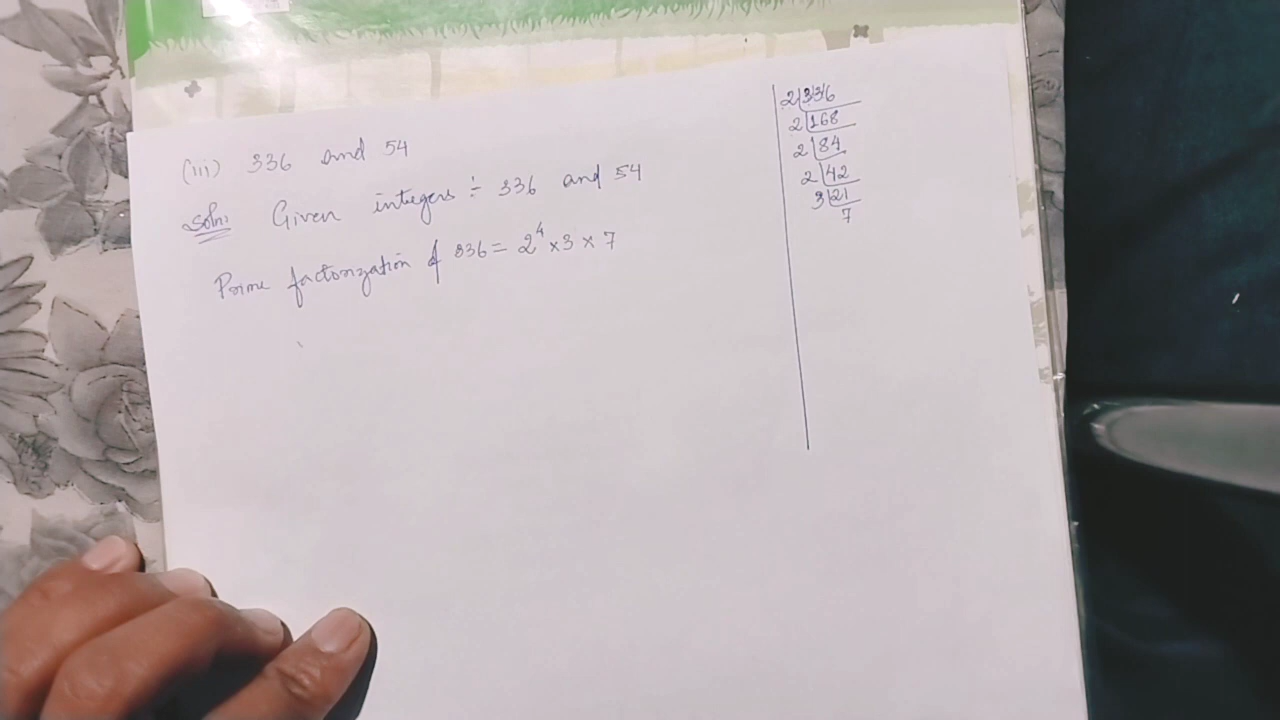 (iii) 336 and 54
Soln: Given integers ÷ 336 and 54
Prime factorization of 336 = 2⁴ × 3 × 7
2|336
2|168
2|84
2|42
3|21
7